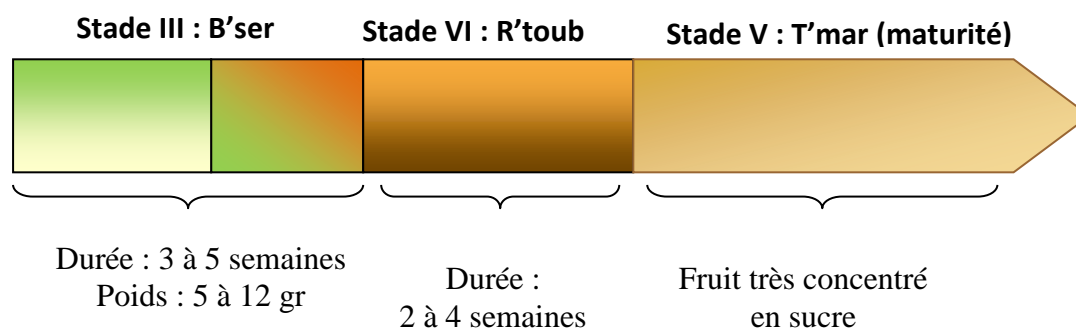 Stade III : B’ser
Stade VI : R’toub
Stade V : T’mar (maturité)
Durée : 3 à 5 semaines
Poids : 5 à 12 gr
Durée :
2 à 4 semaines
Fruit très concentré
en sucre